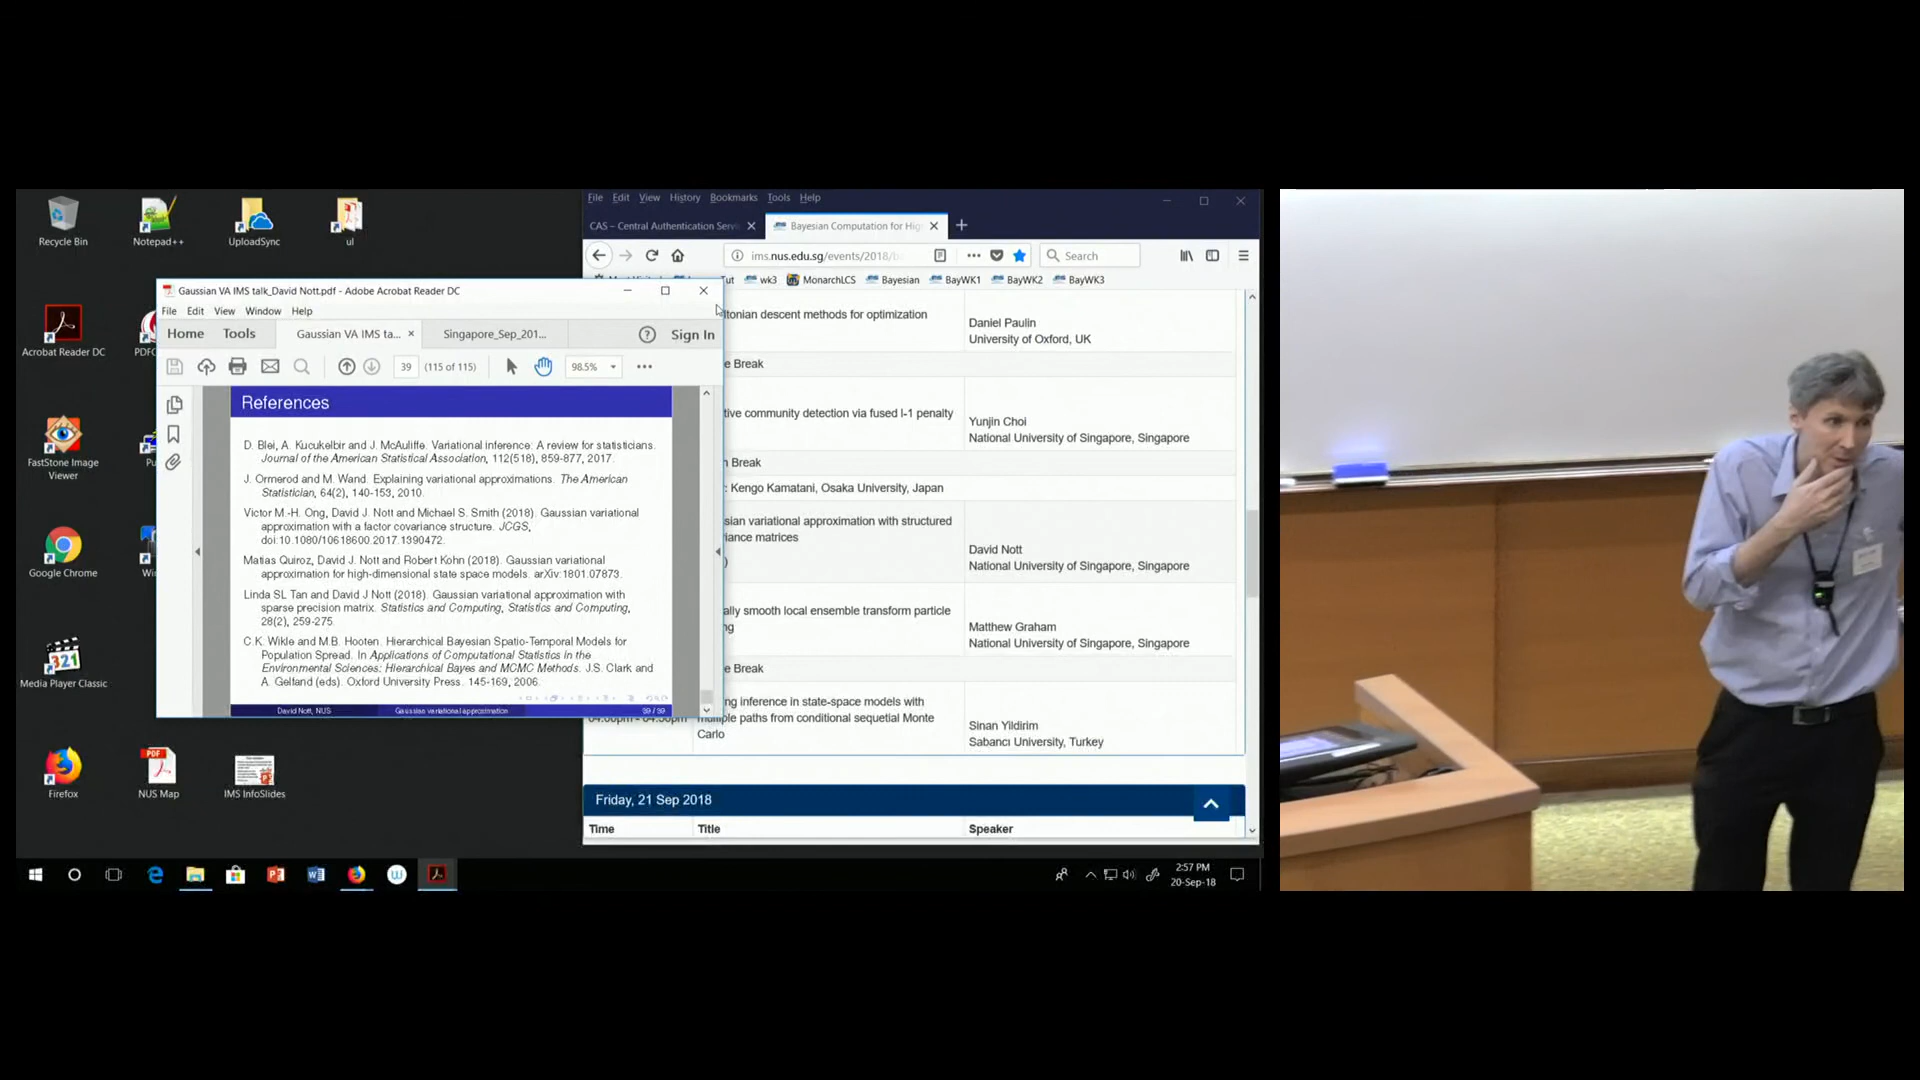 Recycle Bin
Notepad++
UploadSync
ul
Acrobat Reader DC
FastStone Image
Viewer
Google Chrome
Media Player Classic
Firefox
NUS Map
IMS InfoSlides
Gaussian VA IMS talk_David Nott.pdf - Adobe Acrobat Reader DC
File Edit View Window Help
Home Tools Gaussian VA IMS ta... × Singapore_Sep_201... Sign In
39 (115 of 115) 98.5%
References
D. Blei, A. Kucukelbir and J. McAuliffe. Variational inference: A review for statisticians.
Journal of the American Statistical Association, 112(518), 859-877, 2017.
J. Ormerod and M. Wand. Explaining variational approximations. The American
Statistician, 64(2), 140-153, 2010.
Victor M.-H. Ong, David J. Nott and Michael S. Smith (2018). Gaussian variational
approximation with a factor covariance structure. JCGS,
doi:10.1080/10618600.2017.1390472.
Matias Quiroz, David J. Nott and Robert Kohn (2018). Gaussian variational
approximation for high-dimensional state space models. arXiv:1801.07873.
Linda SL Tan and David J Nott (2018). Gaussian variational approximation with
sparse precision matrix. Statistics and Computing, Statistics and Computing,
28(2), 259-275.
C.K. Wikle and M.B. Hooten. Hierarchical Bayesian Spatio-Temporal Models for
Population Spread. In Applications of Computational Statistics in the
Environmental Sciences: Hierarchical Bayes and MCMC Methods. J.S. Clark and
A. Gelfand (eds). Oxford University Press. 145-169, 2006.
David Nott, NUS Gaussian variational approximation 39 / 39
File Edit View History Bookmarks Tools Help
CAS – Central Authentication Servi Bayesian Computation for Hig
ims.nus.edu.sg/events/2018/b Search
wk3 MonarchLCS Bayesian BayWK1 BayWK2 BayWK3
tonian descent methods for optimization
Daniel Paulin
University of Oxford, UK
e Break
tive community detection via fused l-1 penalty
Yunjin Choi
National University of Singapore, Singapore
Break
: Kengo Kamatani, Osaka University, Japan
sian variational approximation with structured
iance matrices
David Nott
National University of Singapore, Singapore
ally smooth local ensemble transform particle
ng
Matthew Graham
National University of Singapore, Singapore
e Break
ng inference in state-space models with
multiple paths from conditional sequetial Monte
Carlo
Sinan Yildirim
Sabancı University, Turkey
Friday, 21 Sep 2018
Time Title Speaker
2:57 PM
20-Sep-18